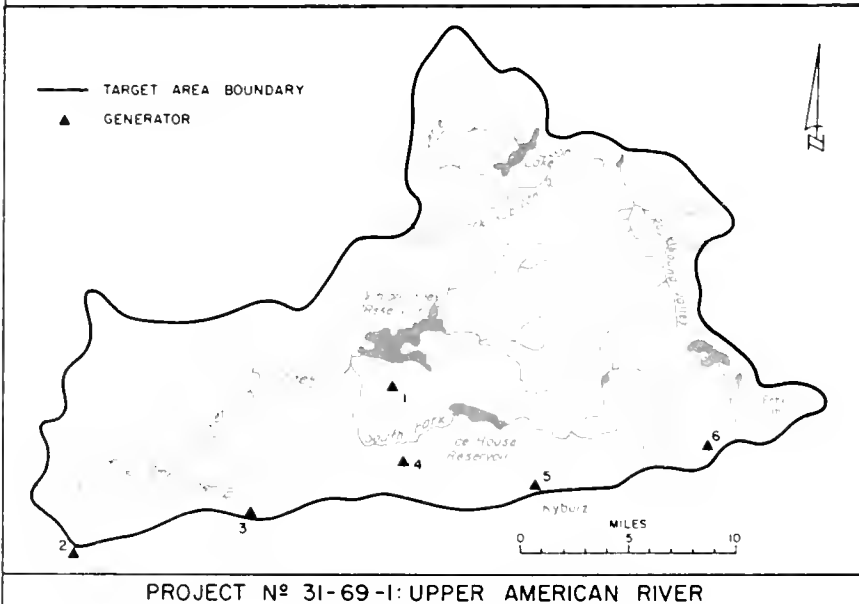 TARGET AREA BOUNDARY
GENERATOR
N
Lake
Reservoir
1
South Fork
Ice House
Reservoir
4
5
6
Kyburz
3
2
MILES
0 5 10
PROJECT Nº 31-69-1: UPPER AMERICAN RIVER